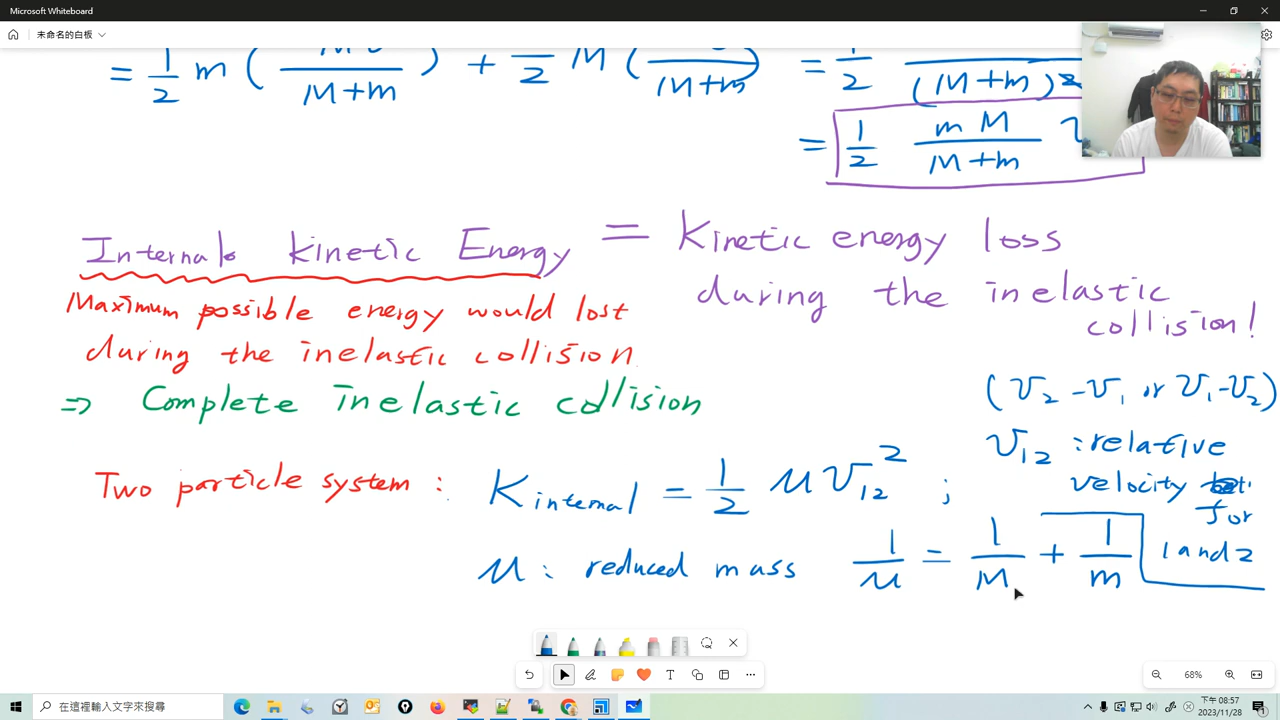 Microsoft Whiteboard
未命名的白板
= 1/2 m ( / M+m ) + 1/2 M ( / M+m ) = 1/2 / (M+m)²
= 1/2 mM/M+m
Internals kinetic Energy = Kinetic energy loss
during the inelastic
collision!
Maximum possible energy would lost
during the inelastic collision
⇒ Complete inelastic collision
(v₂ -v₁ or v₁-v₂)
v₁₂ : relative
velocity
for
1 and 2
Two particle system : K internal = 1/2 μ v₁₂² ;
μ : reduced mass 1/μ = 1/M + 1/m
68%
在這裡輸入文字來搜尋
下午 08:57
2023/11/28